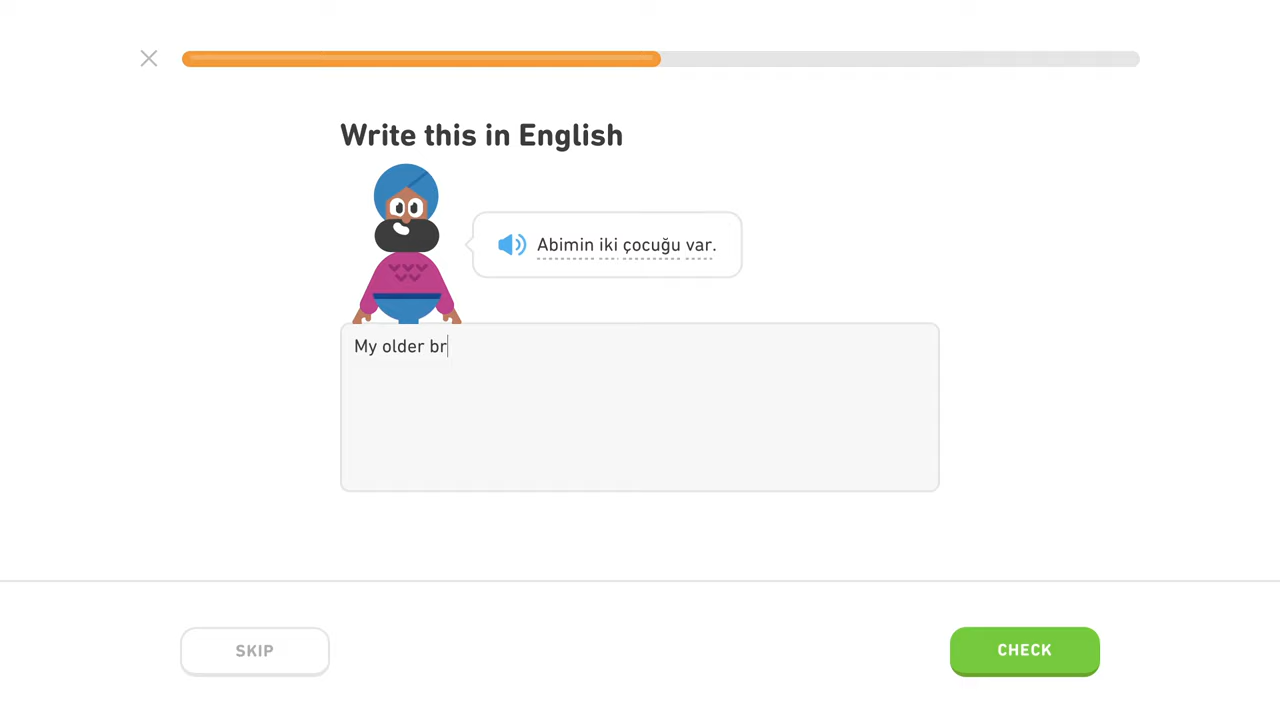 Write this in English
Abimin iki çocuğu var.
My older br
SKIP
CHECK